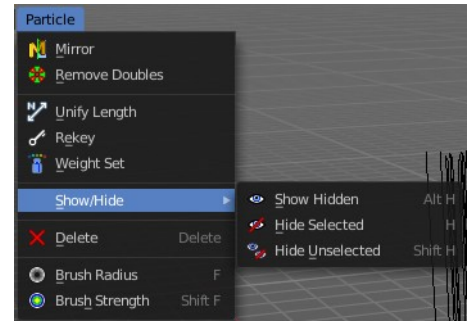 Particle
Mirror
Remove Doubles
Unify Length
Rekey
Weight Set
Show/Hide
Show Hidden Alt H
Hide Selected H
Hide Unselected Shift H
Delete Delete
Brush Radius F
Brush Strength Shift F